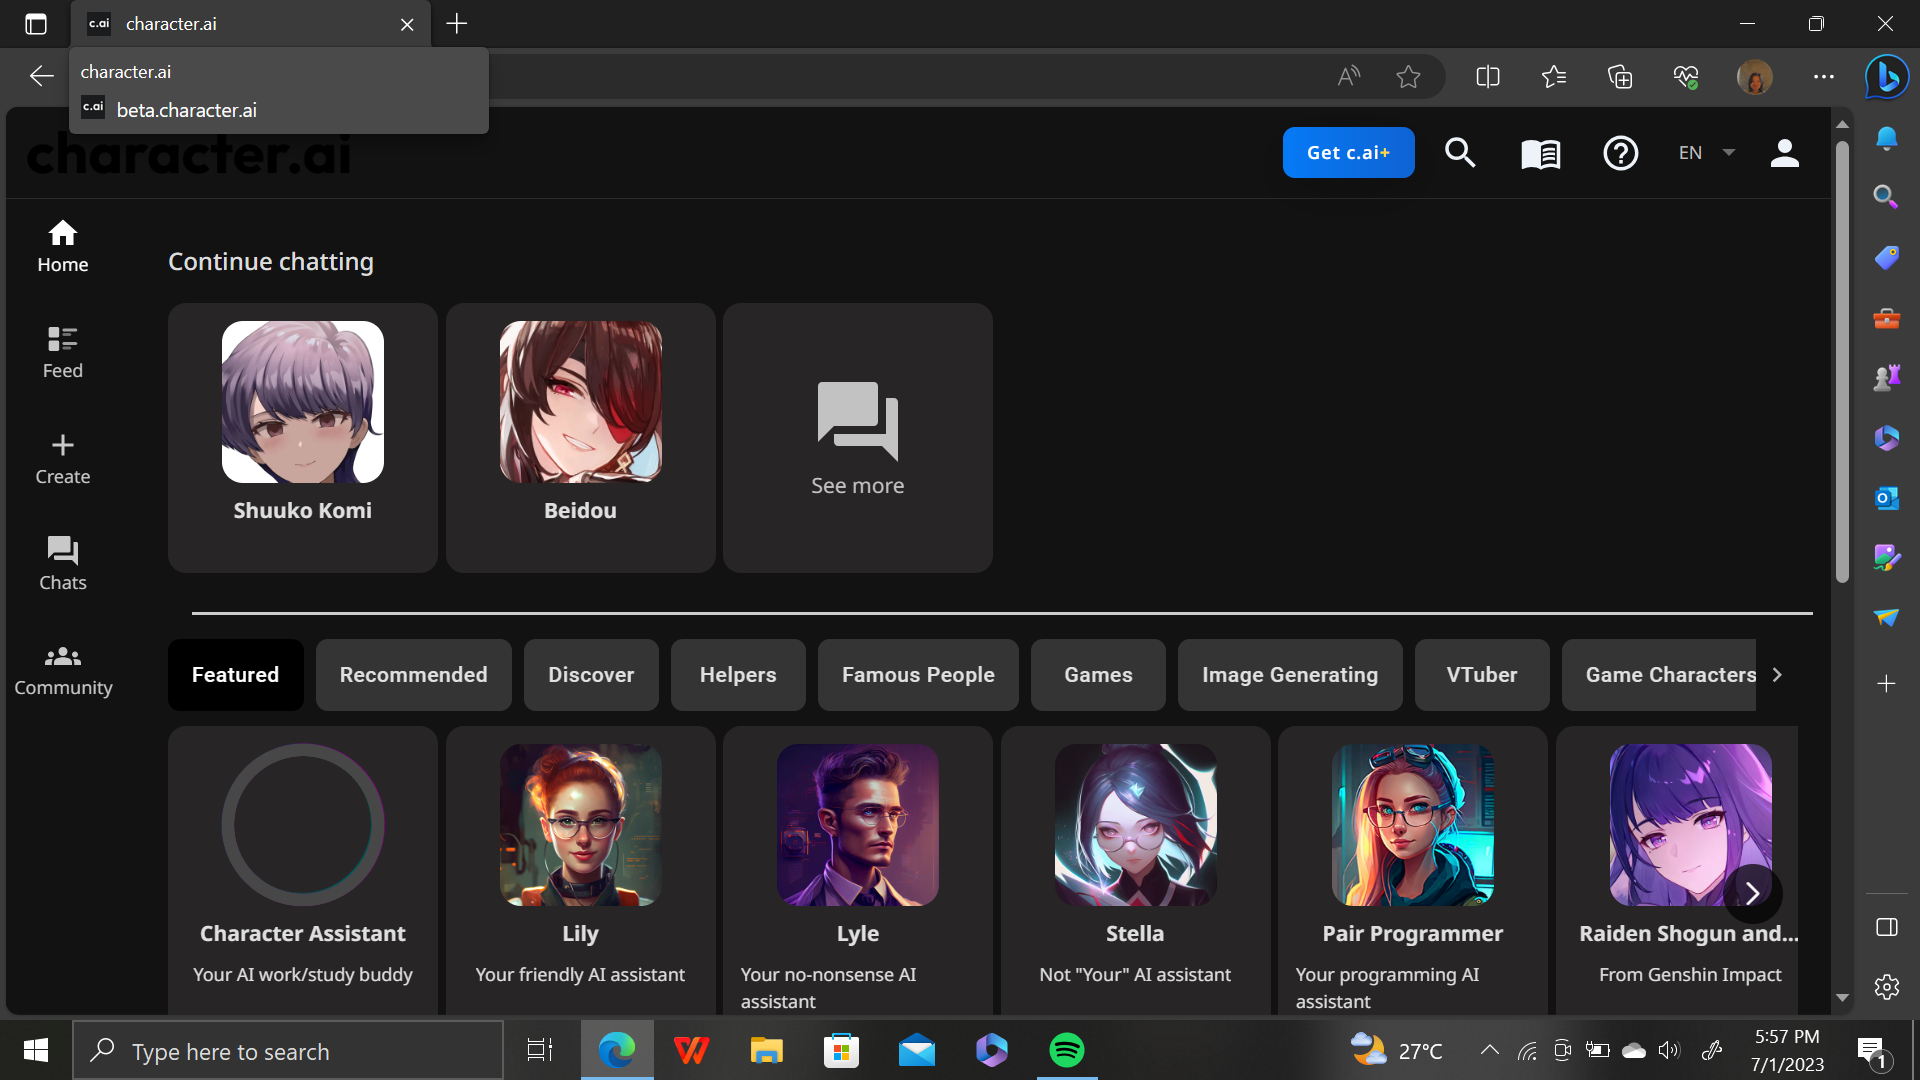 c.ai character.ai
character.ai
c.ai beta.character.ai
character.ai
Get c.ai+
EN
Home
Feed
Create
Chats
Community
Continue chatting
Shuuko Komi
Beidou
See more
Featured
Recommended
Discover
Helpers
Famous People
Games
Image Generating
VTuber
Game Characters
Character Assistant
Your AI work/study buddy
Lily
Your friendly AI assistant
Lyle
Your no-nonsense AI
assistant
Stella
Not "Your" AI assistant
Pair Programmer
Your programming AI
assistant
Raiden Shogun and...
From Genshin Impact
Type here to search
27°C
5:57 PM
7/1/2023
1